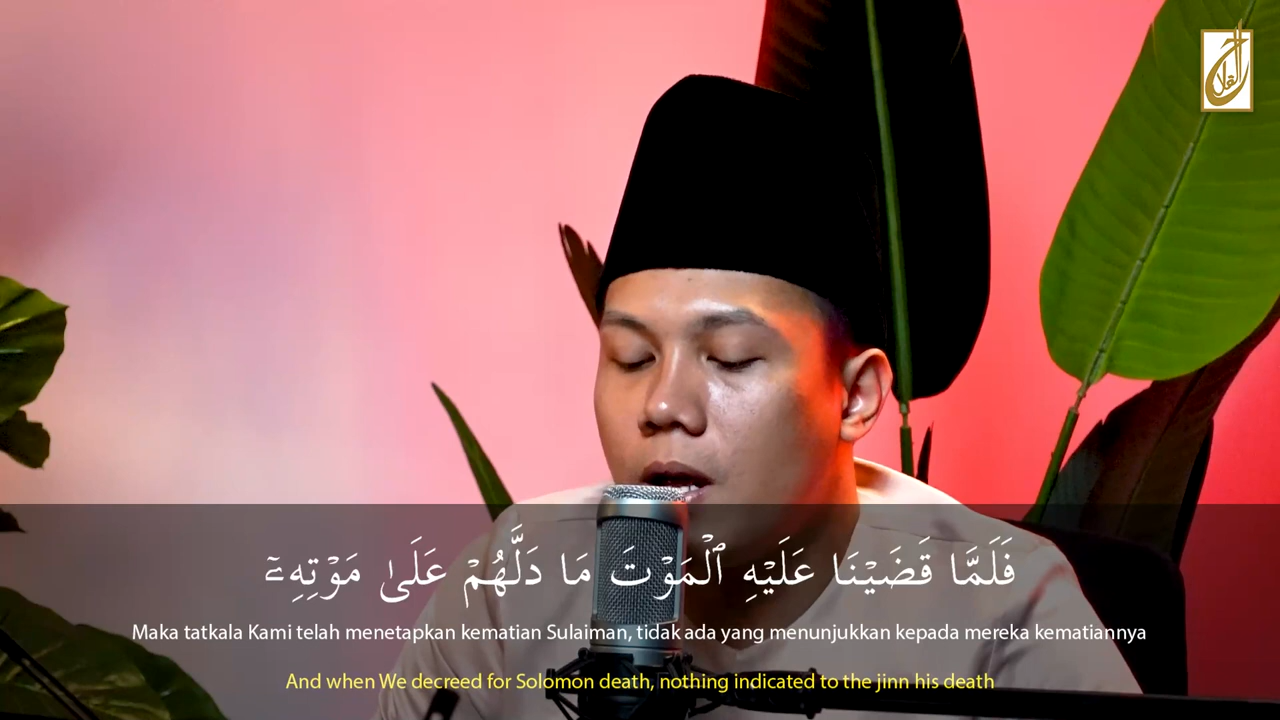 فَلَمَّا قَضَيْنَا عَلَيْهِ ٱلْمَوْتَ مَا دَلَّهُمْ عَلَىٰ مَوْتِهِۦٓ
Maka tatkala Kami telah menetapkan kematian Sulaiman, tidak ada yang menunjukkan kepada mereka kematiannya
And when We decreed for Solomon death, nothing indicated to the jinn his death